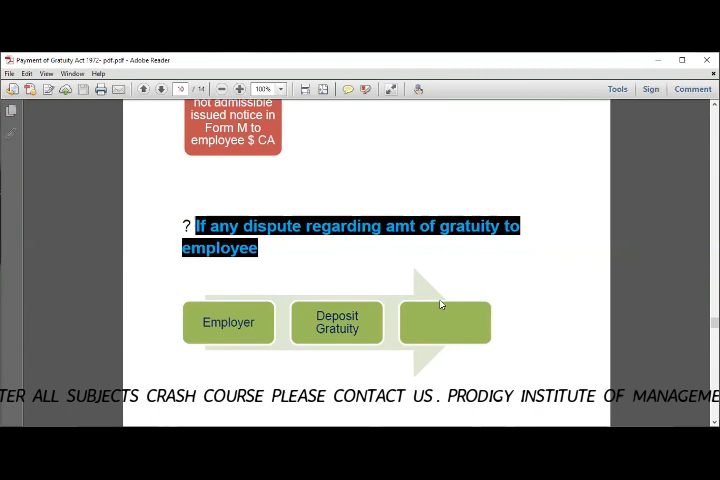 Payment of Gratuity Act 1972- pdf.pdf - Adobe Reader
File Edit View Window Help
10 / 14 100% Tools Sign Comment
not admissible
issued notice in
Form M to
employee $ CA
? If any dispute regarding amt of gratuity to
employee
Employer
Deposit
Gratuity
TER ALL SUBJECTS CRASH COURSE PLEASE CONTACT US . PRODIGY INSTITUTE OF MANAGEME